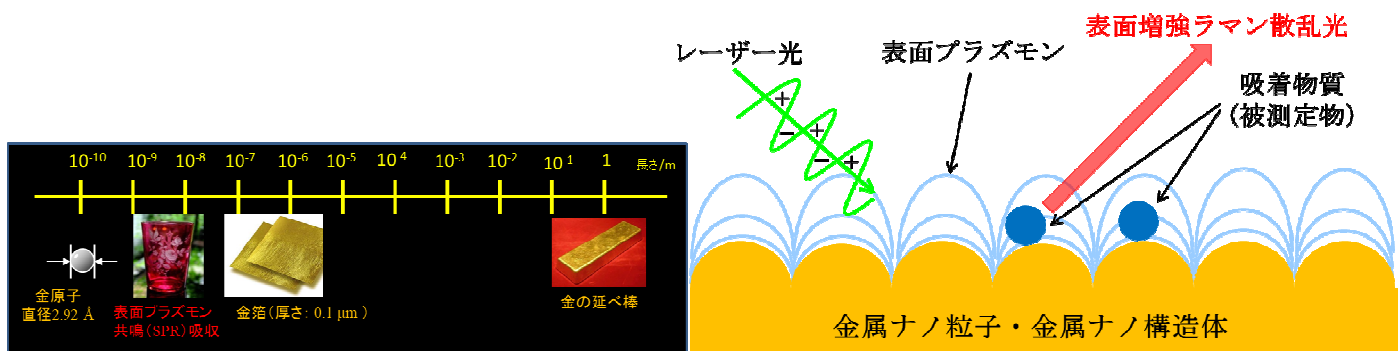 10-10 10-9 10-8 10-7 10-6 10-5 10 4 10-3 10-2 10 1 1 長さ/m
金原子
直径2.92 Å
表面プラズモン
共鳴(SPR)吸収
金箔(厚さ: 0.1 μm )
金の延べ棒
レーザー光
表面プラズモン
表面増強ラマン散乱光
吸着物質
(被測定物)
+
−
+
−
+
金属ナノ粒子・金属ナノ構造体